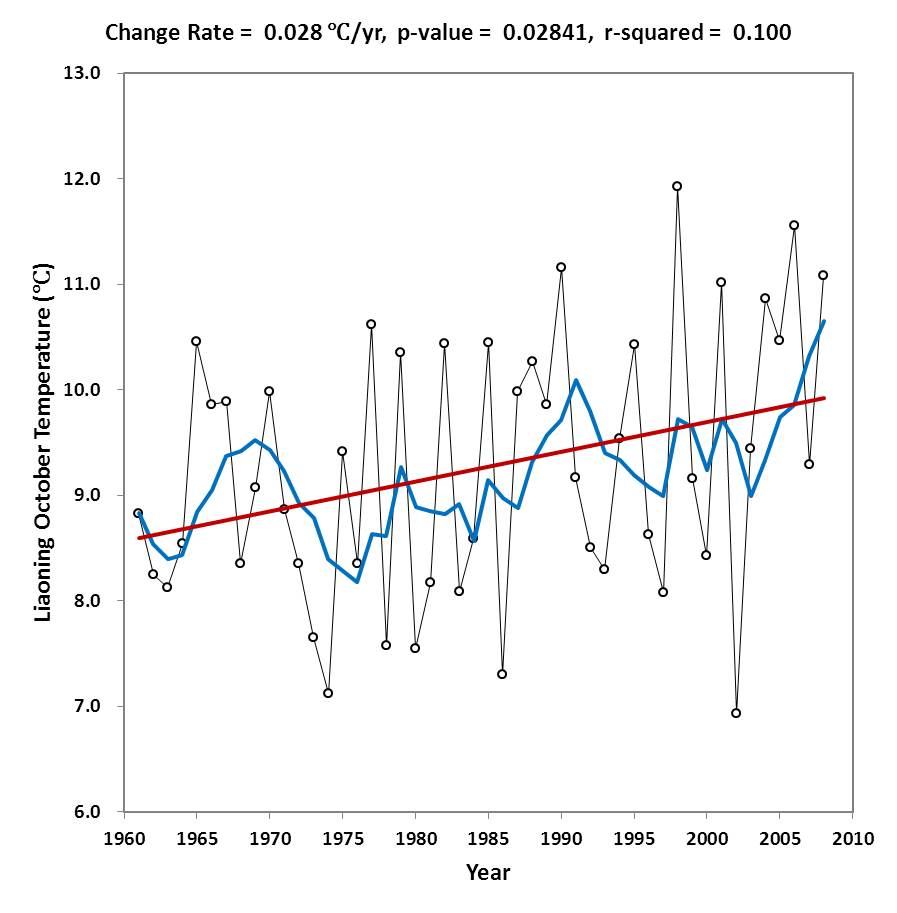 Change Rate = 0.028 ℃/yr, p-value = 0.02841, r-squared = 0.100
13.0
12.0
11.0
10.0
9.0
8.0
7.0
6.0
Liaoning October Temperature (℃)
1960 1965 1970 1975 1980 1985 1990 1995 2000 2005 2010
Year